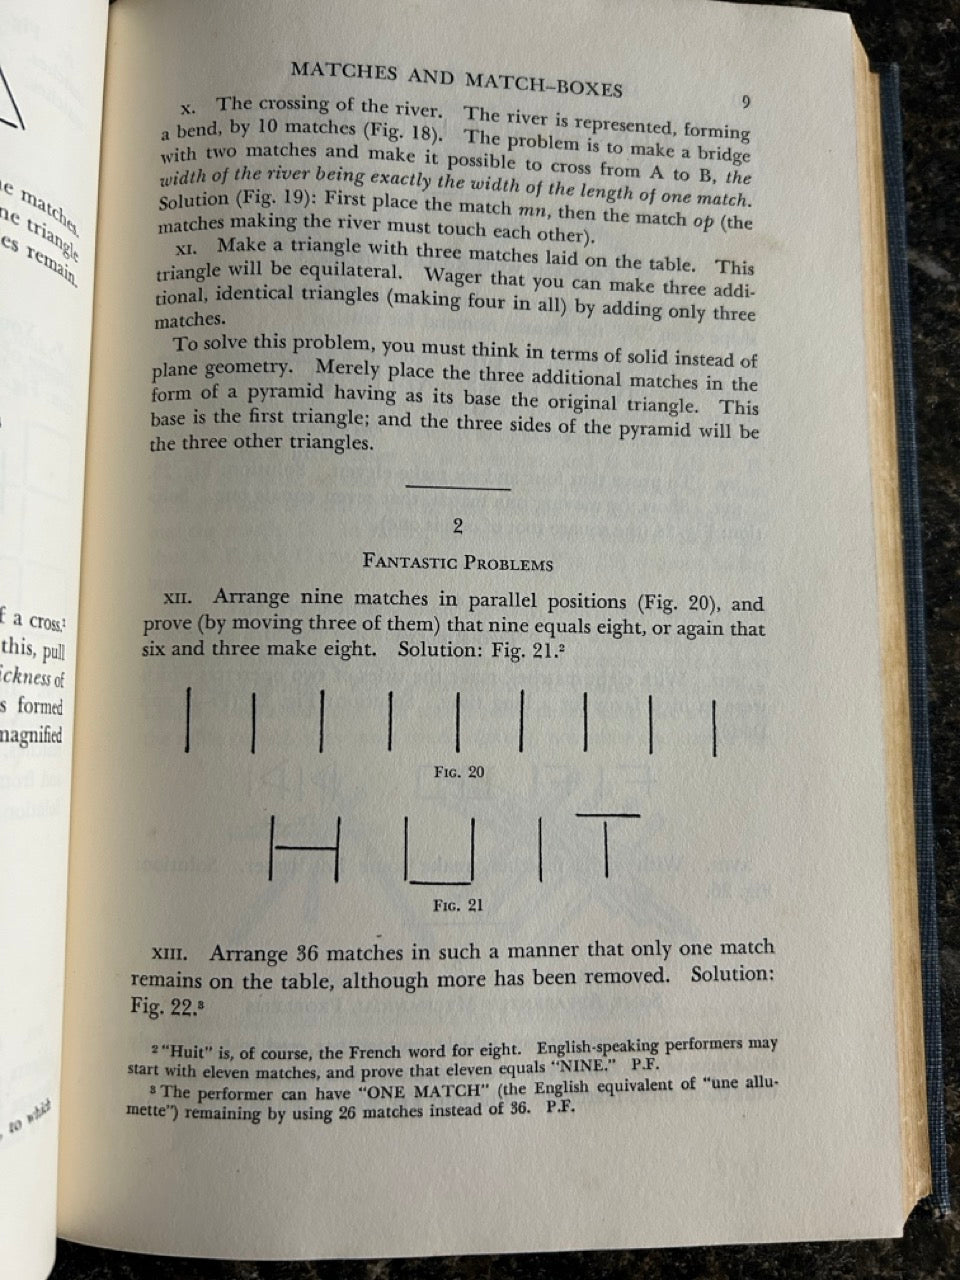 MATCHES AND MATCH-BOXES
9
X. The crossing of the river. The river is represented, forming
a bend, by 10 matches (Fig. 18). The problem is to make a bridge
with two matches and make it possible to cross from A to B, the
width of the river being exactly the width of the length of one match.
Solution (Fig. 19): First place the match mn, then the match op (the
matches making the river must touch each other).
XI. Make a triangle with three matches laid on the table. This
triangle will be equilateral. Wager that you can make three addi-
tional, identical triangles (making four in all) by adding only three
matches.
To solve this problem, you must think in terms of solid instead of
plane geometry. Merely place the three additional matches in the
form of a pyramid having as its base the original triangle. This
base is the first triangle; and the three sides of the pyramid will be
the three other triangles.
2
FANTASTIC PROBLEMS
XII. Arrange nine matches in parallel positions (Fig. 20), and
prove (by moving three of them) that nine equals eight, or again that
six and three make eight. Solution: Fig. 21.²
FIG. 20
HUIT
FIG. 21
XIII. Arrange 36 matches in such a manner that only one match
remains on the table, although more has been removed. Solution:
Fig. 22.³
² "Huit" is, of course, the French word for eight. English-speaking performers may
start with eleven matches, and prove that eleven equals "NINE." P.F.
³ The performer can have "ONE MATCH" (the English equivalent of "une allu-
mette") remaining by using 26 matches instead of 36. P.F.
matches.
triangle
es remain.
f a cross.²
this, pull
ickness of
s formed
magnified
to which